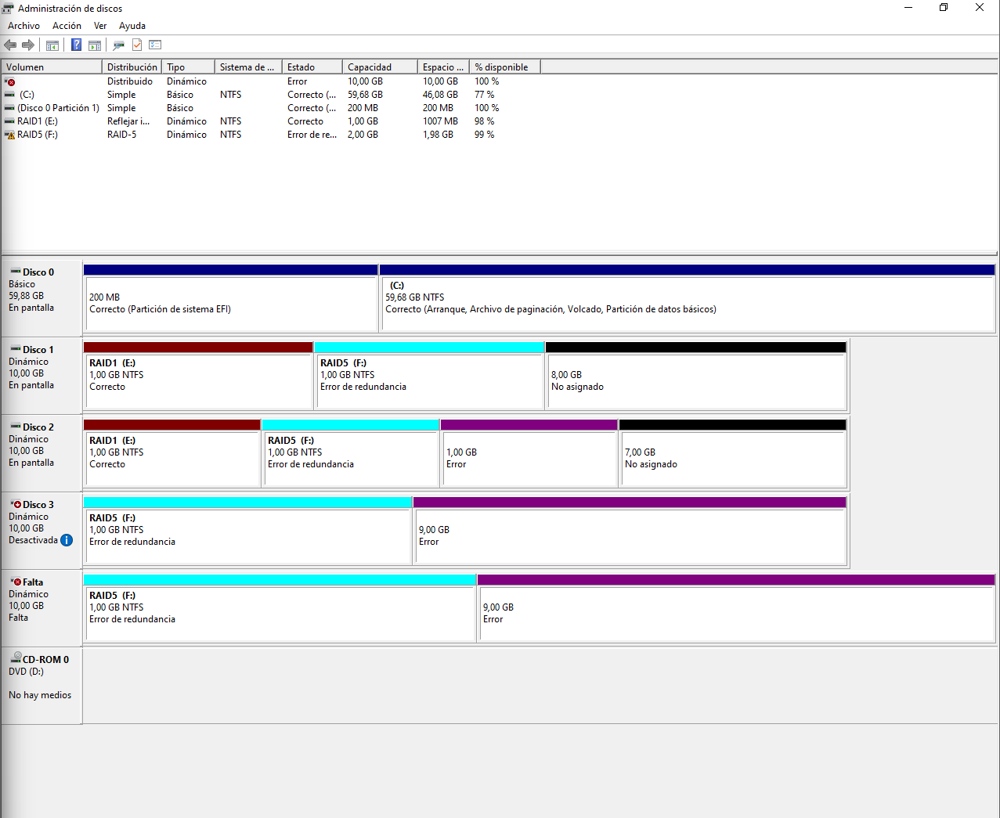 Administración de discos
Archivo Acción Ver Ayuda
Volumen Distribución Tipo Sistema de ... Estado Capacidad Espacio ... % disponible
Distribuido Dinámico Error 10,00 GB 10,00 GB 100 %
(C:) Simple Básico NTFS Correcto (... 59,68 GB 46,08 GB 77 %
(Disco 0 Partición 1) Simple Básico Correcto (... 200 MB 200 MB 100 %
RAID1 (E:) Reflejar i... Dinámico NTFS Correcto 1,00 GB 1007 MB 98 %
RAID5 (F:) RAID-5 Dinámico NTFS Error de re... 2,00 GB 1,98 GB 99 %
Disco 0
Básico
59,88 GB
En pantalla
200 MB
Correcto (Partición de sistema EFI)
(C:)
59,68 GB NTFS
Correcto (Arranque, Archivo de paginación, Volcado, Partición de datos básicos)
Disco 1
Dinámico
10,00 GB
En pantalla
RAID1 (E:)
1,00 GB NTFS
Correcto
RAID5 (F:)
1,00 GB NTFS
Error de redundancia
8,00 GB
No asignado
Disco 2
Dinámico
10,00 GB
En pantalla
RAID1 (E:)
1,00 GB NTFS
Correcto
RAID5 (F:)
1,00 GB NTFS
Error de redundancia
1,00 GB
Error
7,00 GB
No asignado
Disco 3
Dinámico
10,00 GB
Desactivada
RAID5 (F:)
1,00 GB NTFS
Error de redundancia
9,00 GB
Error
Falta
Dinámico
10,00 GB
Falta
RAID5 (F:)
1,00 GB NTFS
Error de redundancia
9,00 GB
Error
CD-ROM 0
DVD (D:)
No hay medios